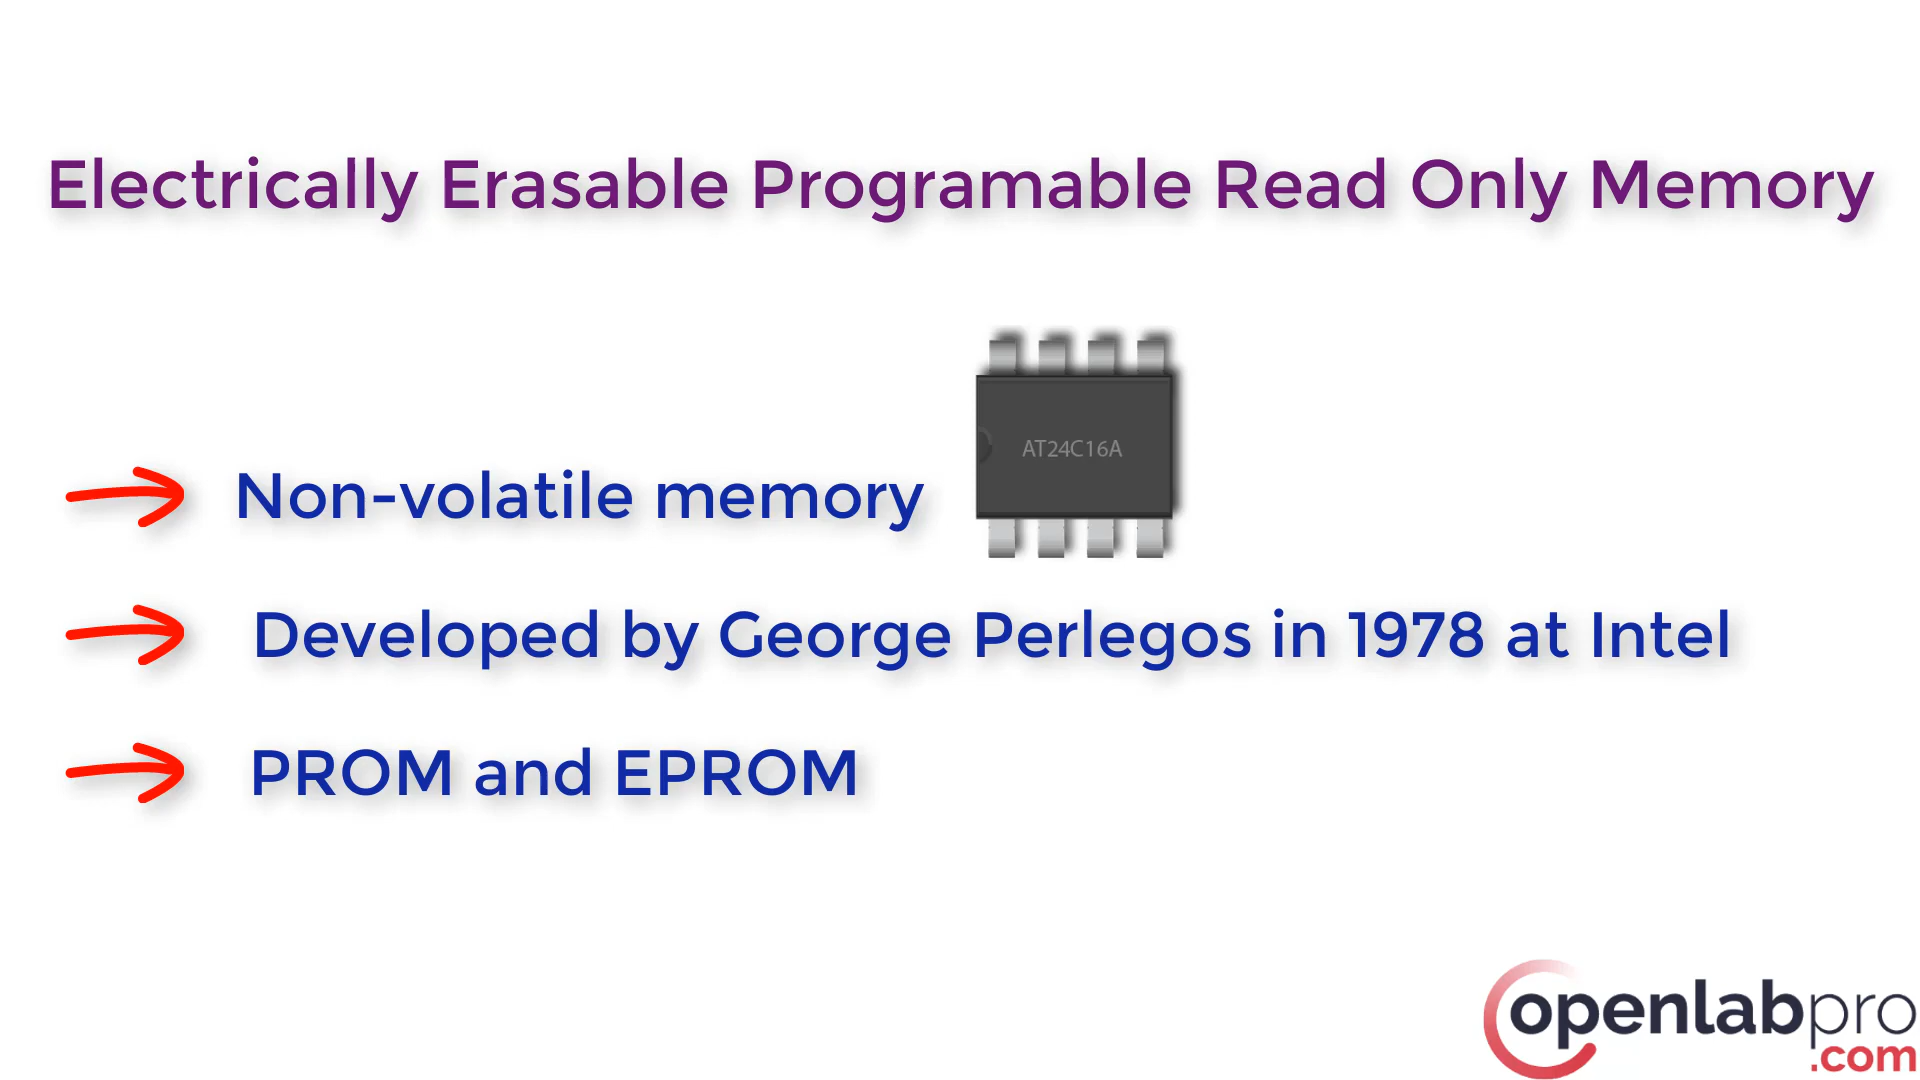 Electrically Erasable Programable Read Only Memory
AT24C16A
Non-volatile memory
Developed by George Perlegos in 1978 at Intel
PROM and EPROM
openlabpro
.com